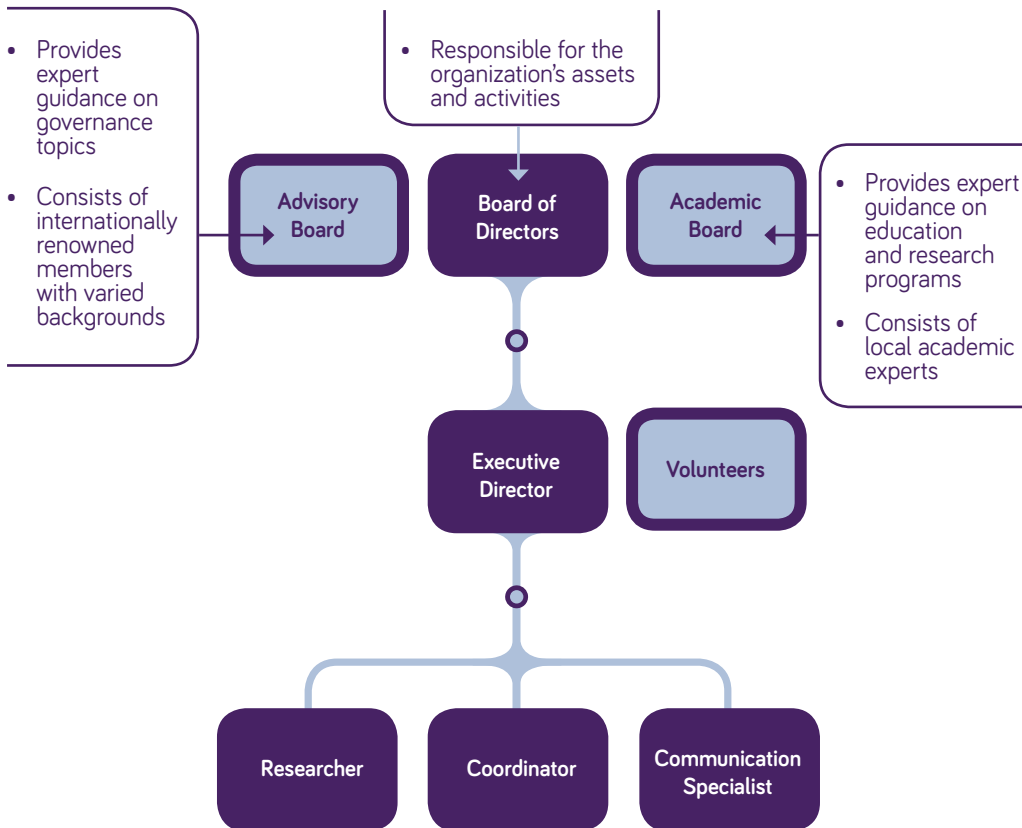 • Provides
expert
guidance on
governance
topics
• Consists of
internationally
renowned
members
with varied
backgrounds
• Responsible for the
organization’s assets
and activities
Advisory
Board
Board of
Directors
Academic
Board
• Provides expert
guidance on
education
and research
programs
• Consists of
local academic
experts
Executive
Director
Volunteers
Researcher
Coordinator
Communication
Specialist